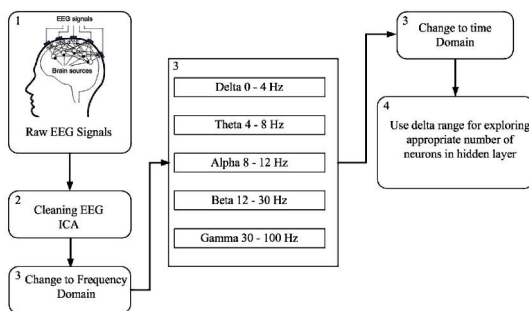 1
EEG signals
Brain sources
Raw EEG Signals
2
Cleaning EEG
ICA
3
Change to Frequency
Domain
3
Delta 0 - 4 Hz
Theta 4 - 8 Hz
Alpha 8 - 12 Hz
Beta 12 - 30 Hz
Gamma 30 - 100 Hz
3
Change to time
Domain
4
Use delta range for exploring
appropriate number of
neurons in hidden layer